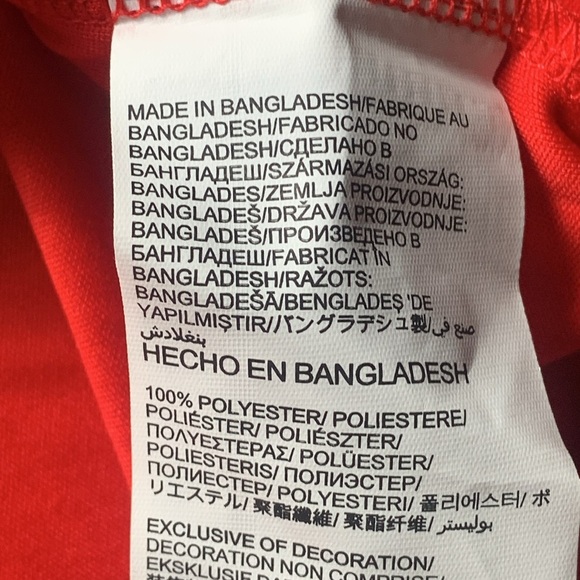 MADE IN BANGLADESH/FABRIQUE AU
BANGLADESH/FABRICADO NO
BANGLADESH/СДЕЛАНО В
БАНГЛАДЕШ/SZÁRMAZÁSI ORSZÁG:
BANGLADES/ZEMLJA PROIZVODNJE:
BANGLADEŠ/DRŽAVA PROIZVODNJE:
BANGLADEŠ/ПРОИЗВЕДЕНО В
БАНГЛАДЕШ/FABRICAT ÎN
BANGLADESH/RAŽOTS:
BANGLADEŠĀ/BENGLADEŞ 'DE
YAPILMIŞTIR/バングラデシュ製/صنع في
بنغلادش
HECHO EN BANGLADESH
100% POLYESTER/ POLIESTERE/
POLIÉSTER/ POLIÉSZTER/
ΠΟΛΥΕΣΤΕΡΑΣ/ POLÜESTER/
POLIESTERIS/ ПОЛИЭСТЕР/
ПОЛИЕСТЕР/ POLYESTERI/ 폴리에스터/ ポ
リエステル/ 聚酯纖維/ 聚酯纤维/ بوليستر/
EXCLUSIVE OF DECORATION/
DECORATION NON COMPRISE/